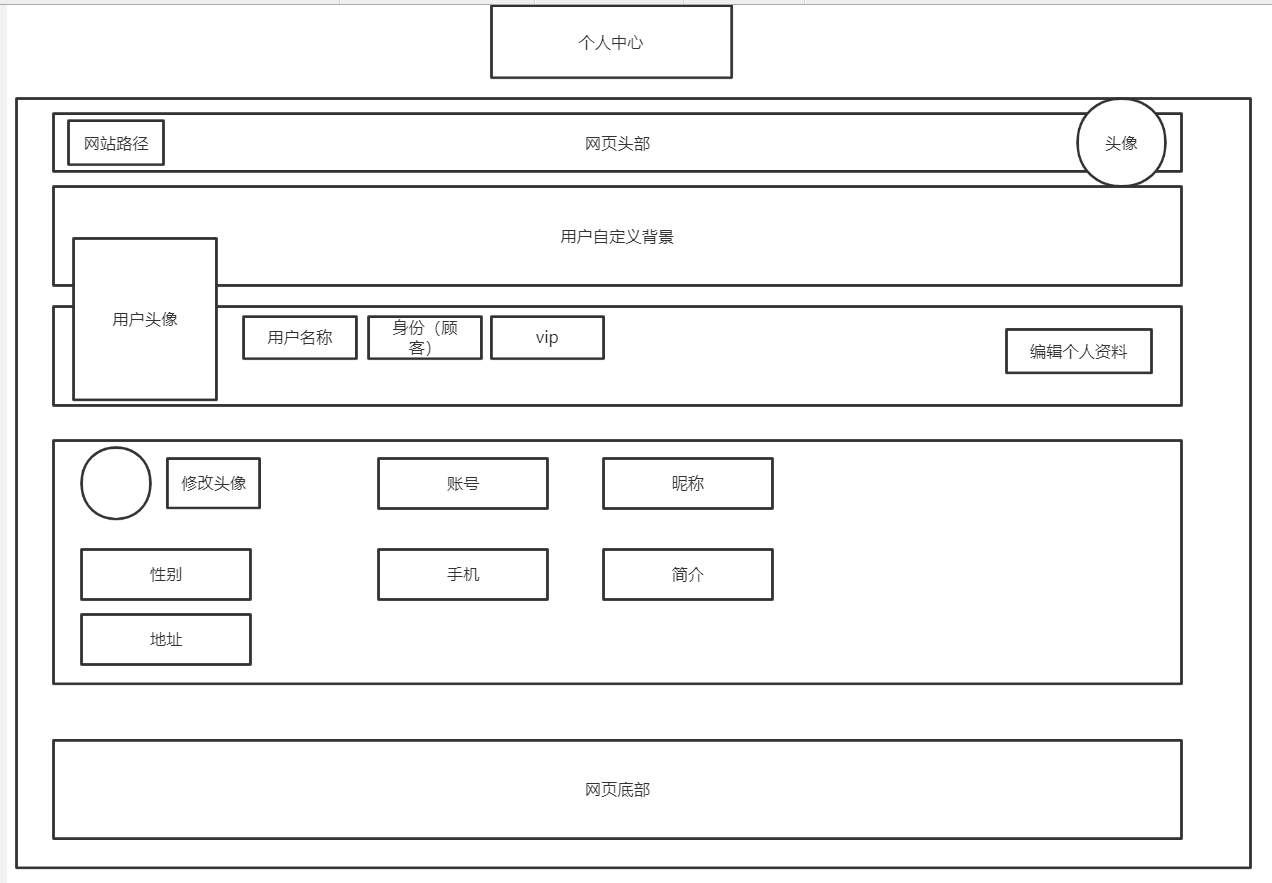 个人中心
网站路径
网页头部
头像
用户自定义背景
用户头像
用户名称
身份（顾
客）
vip
编辑个人资料
修改头像
账号
昵称
性别
手机
简介
地址
网页底部